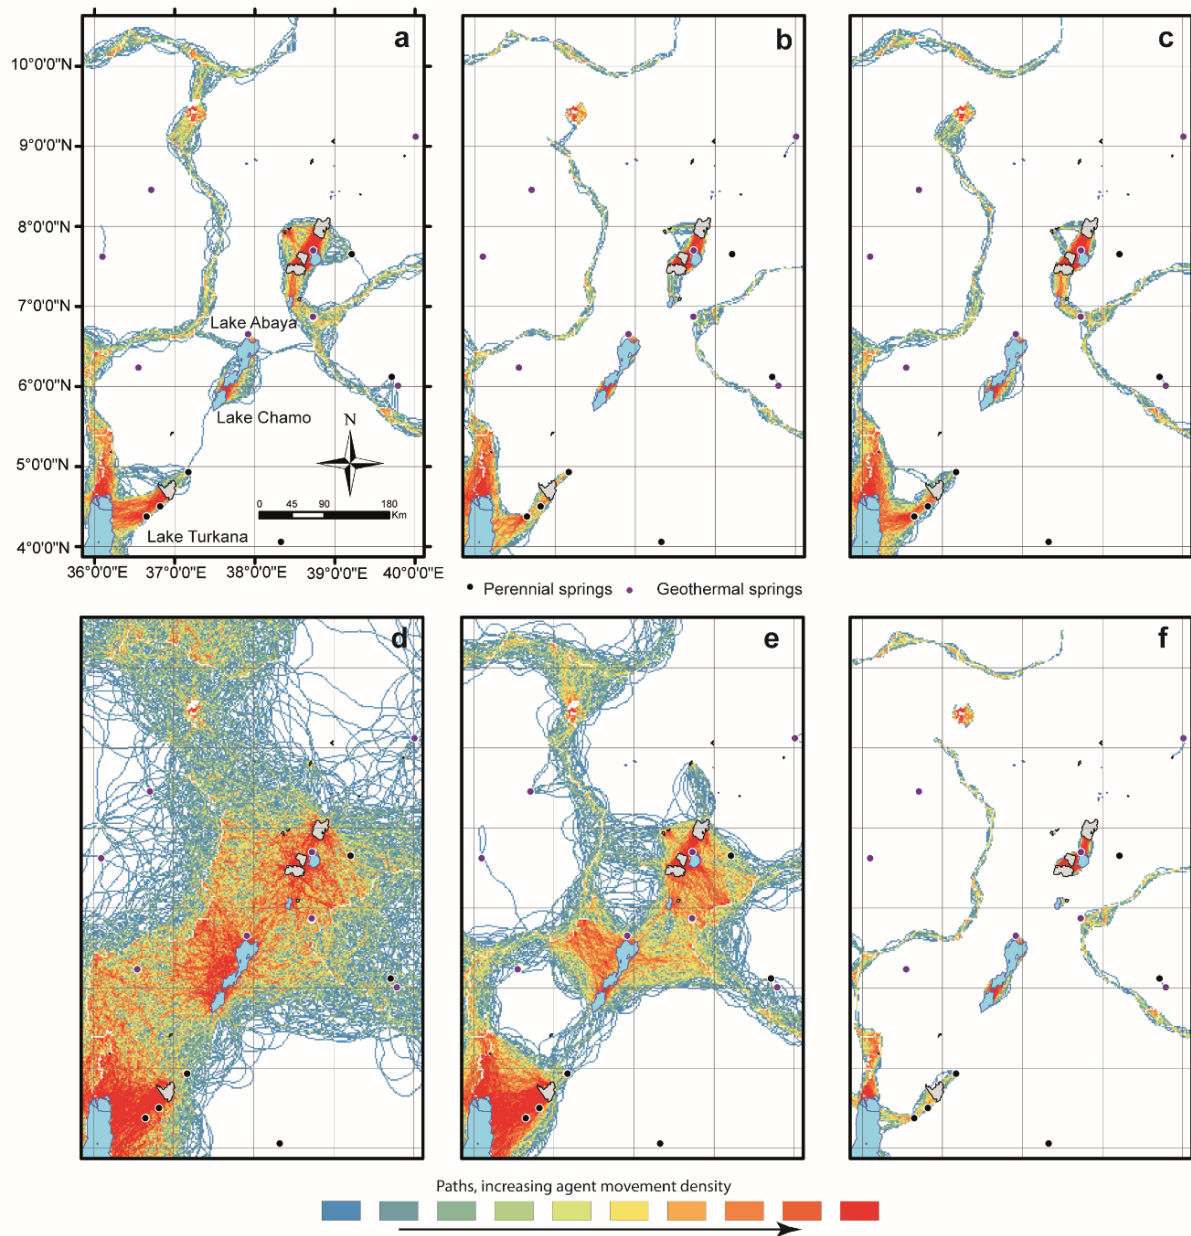 a
b
c
10°0'0"N
9°0'0"N
8°0'0"N
7°0'0"N
6°0'0"N
5°0'0"N
4°0'0"N
Lake Abaya
Lake Chamo
N
0 45 90 180
Km
Lake Turkana
36°0'0"E 37°0'0"E 38°0'0"E 39°0'0"E 40°0'0"E
Perennial springs Geothermal springs
d
e
f
Paths, increasing agent movement density